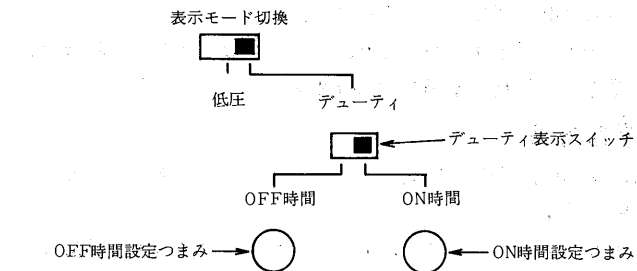 表示モード切換
低圧
デューティ
デューティ表示スイッチ
OFF時間
ON時間
OFF時間設定つまみ
ON時間設定つまみ